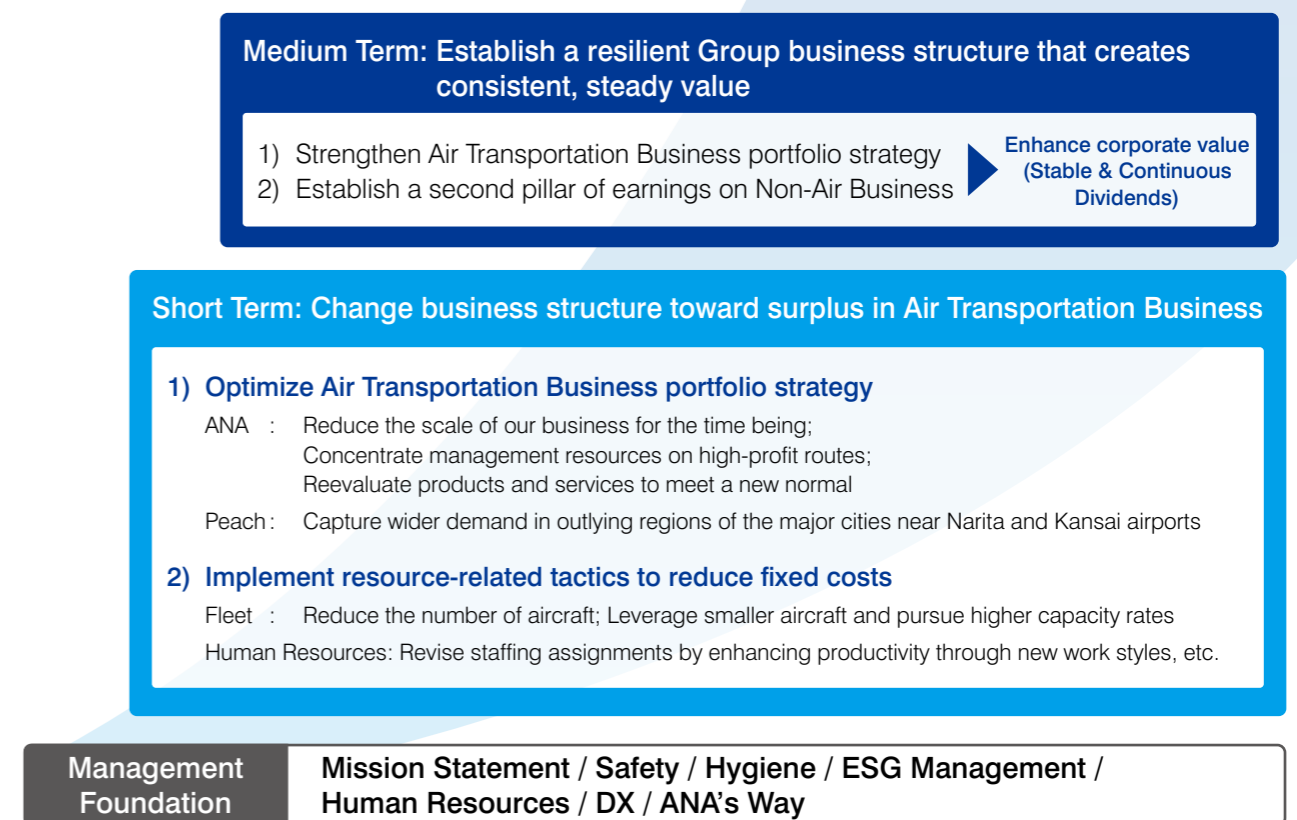 Medium Term: Establish a resilient Group business structure that creates
consistent, steady value
1) Strengthen Air Transportation Business portfolio strategy
2) Establish a second pillar of earnings on Non-Air Business
Enhance corporate value
(Stable & Continuous
Dividends)
Short Term: Change business structure toward surplus in Air Transportation Business
1) Optimize Air Transportation Business portfolio strategy
ANA : Reduce the scale of our business for the time being;
Concentrate management resources on high-profit routes;
Reevaluate products and services to meet a new normal
Peach : Capture wider demand in outlying regions of the major cities near Narita and Kansai airports
2) Implement resource-related tactics to reduce fixed costs
Fleet : Reduce the number of aircraft; Leverage smaller aircraft and pursue higher capacity rates
Human Resources: Revise staffing assignments by enhancing productivity through new work styles, etc.
Management
Foundation
Mission Statement / Safety / Hygiene / ESG Management /
Human Resources / DX / ANA's Way